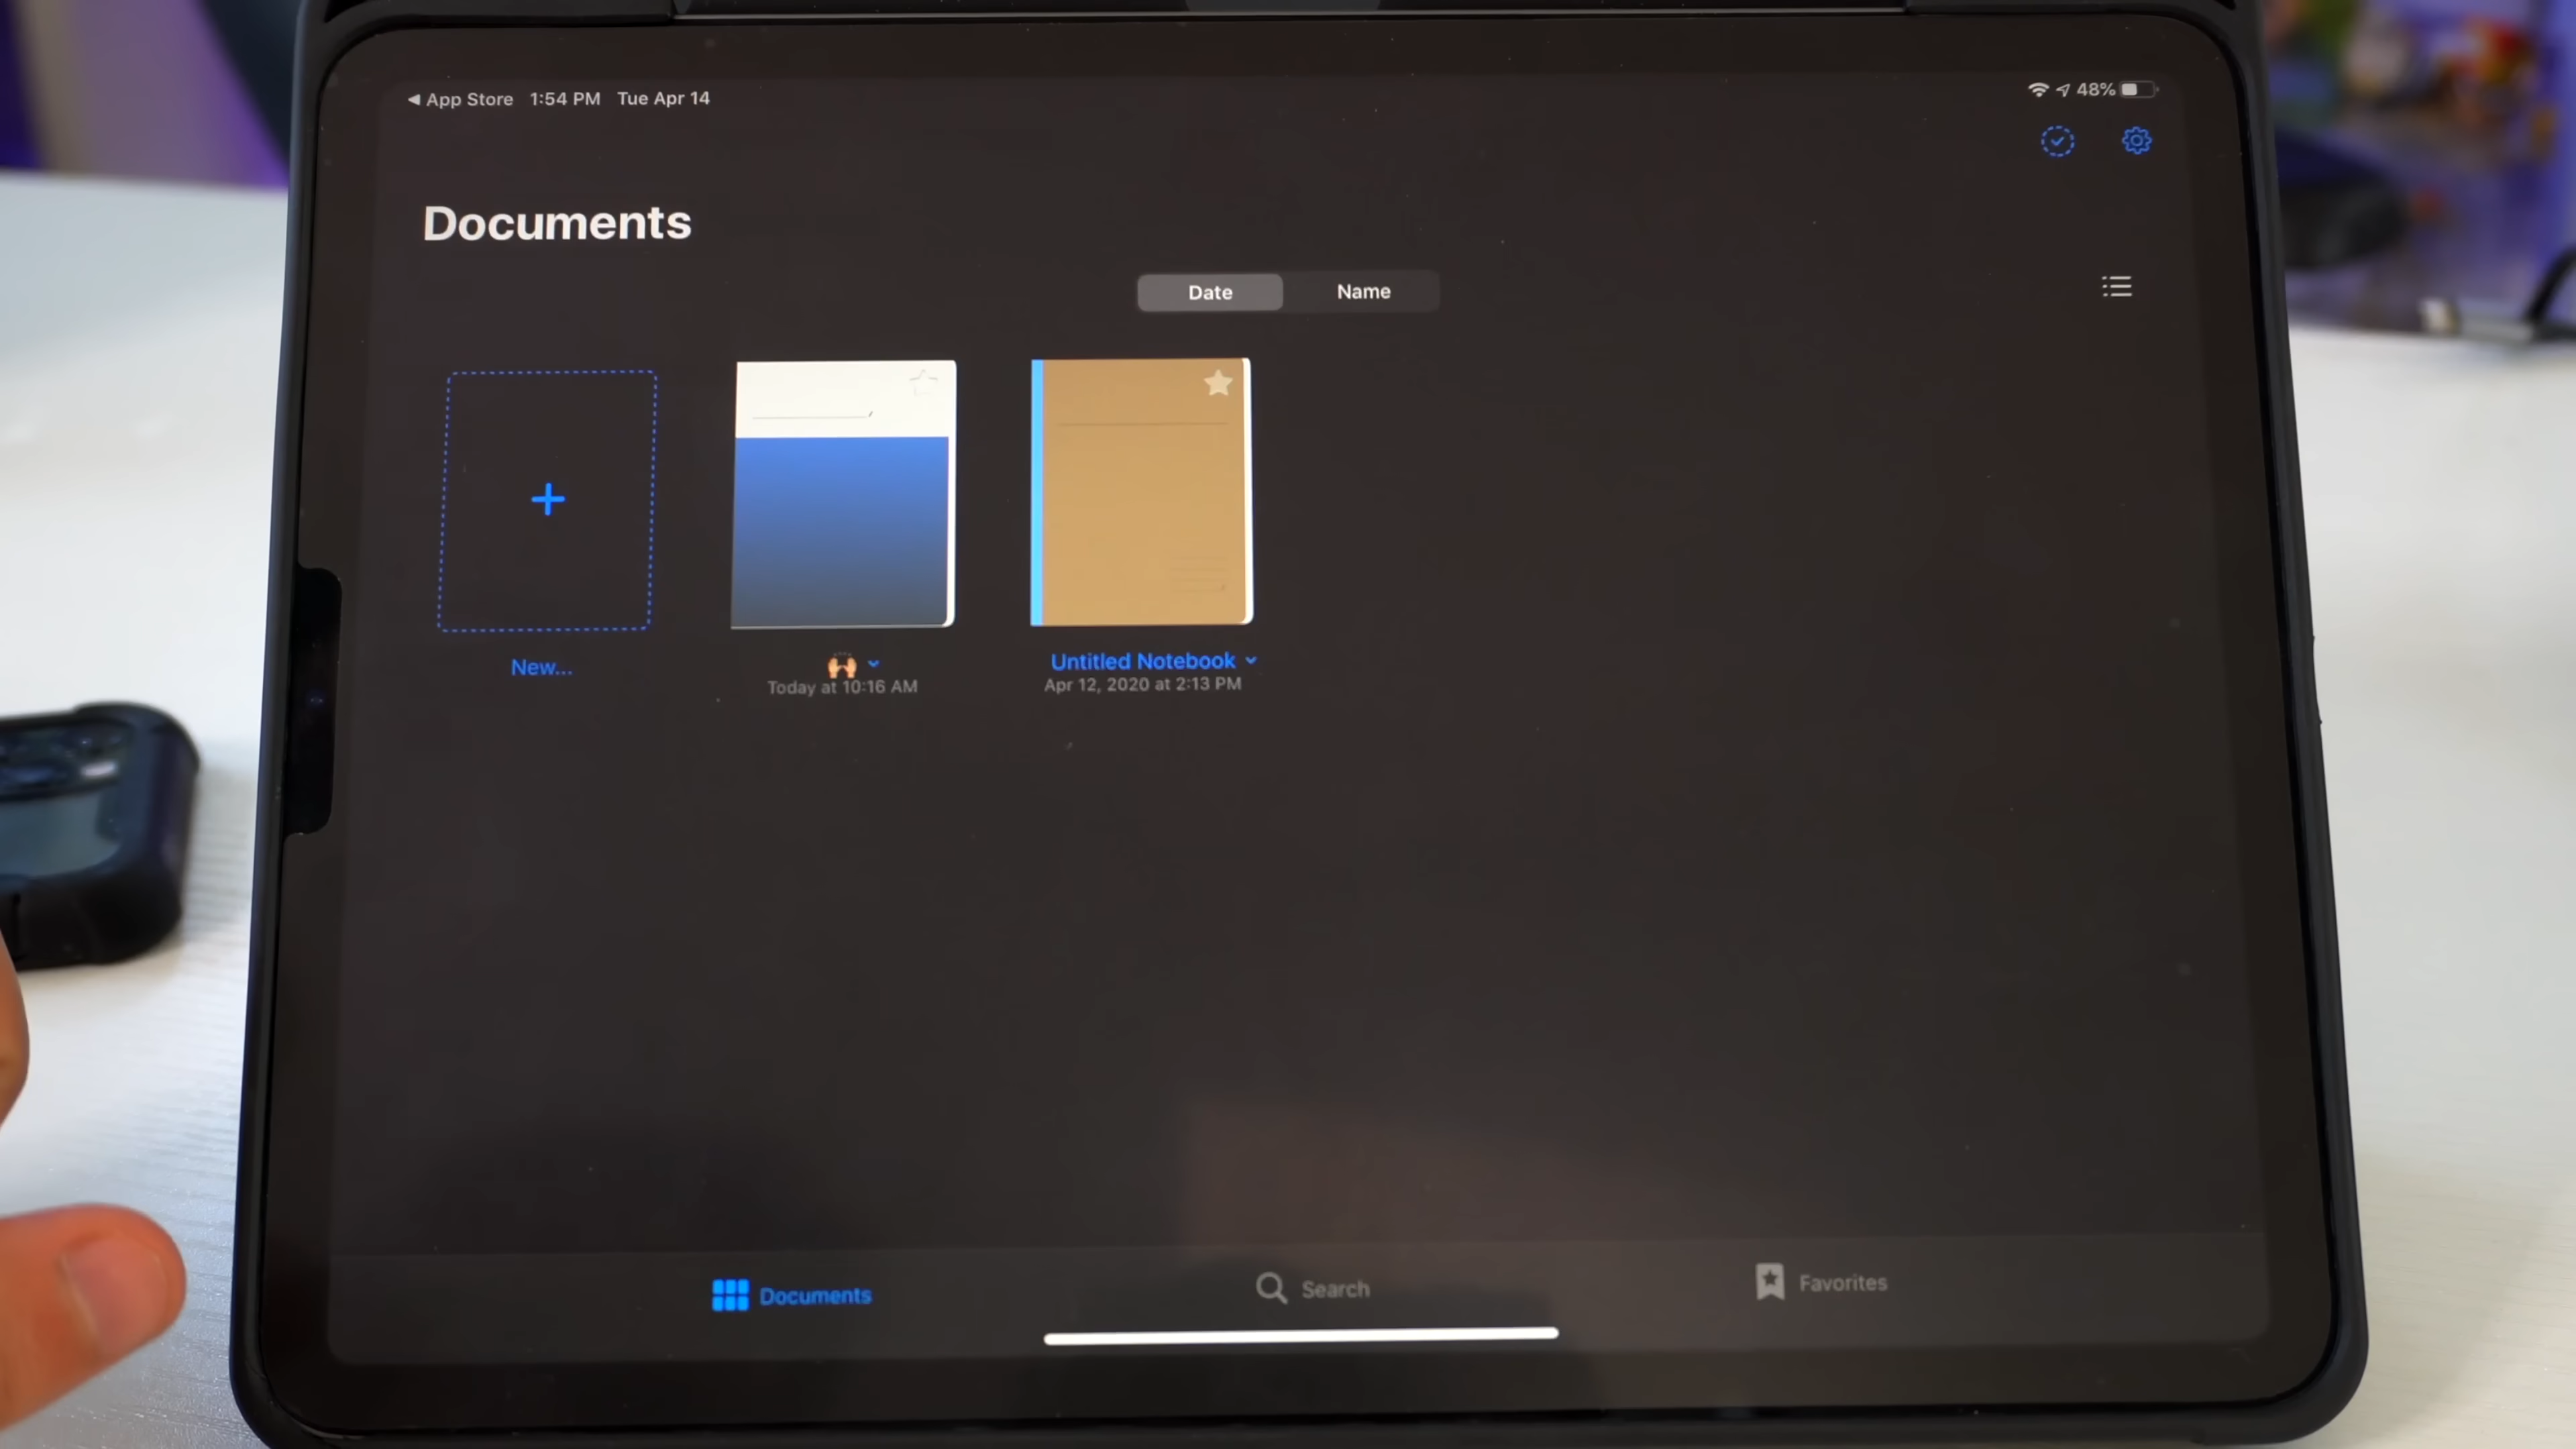 ◀ App Store 1:54 PM Tue Apr 14
48%
Documents
Date Name
New...
🙌🏻
Today at 10:16 AM
Untitled Notebook
Apr 12, 2020 at 2:13 PM
Documents Search Favorites